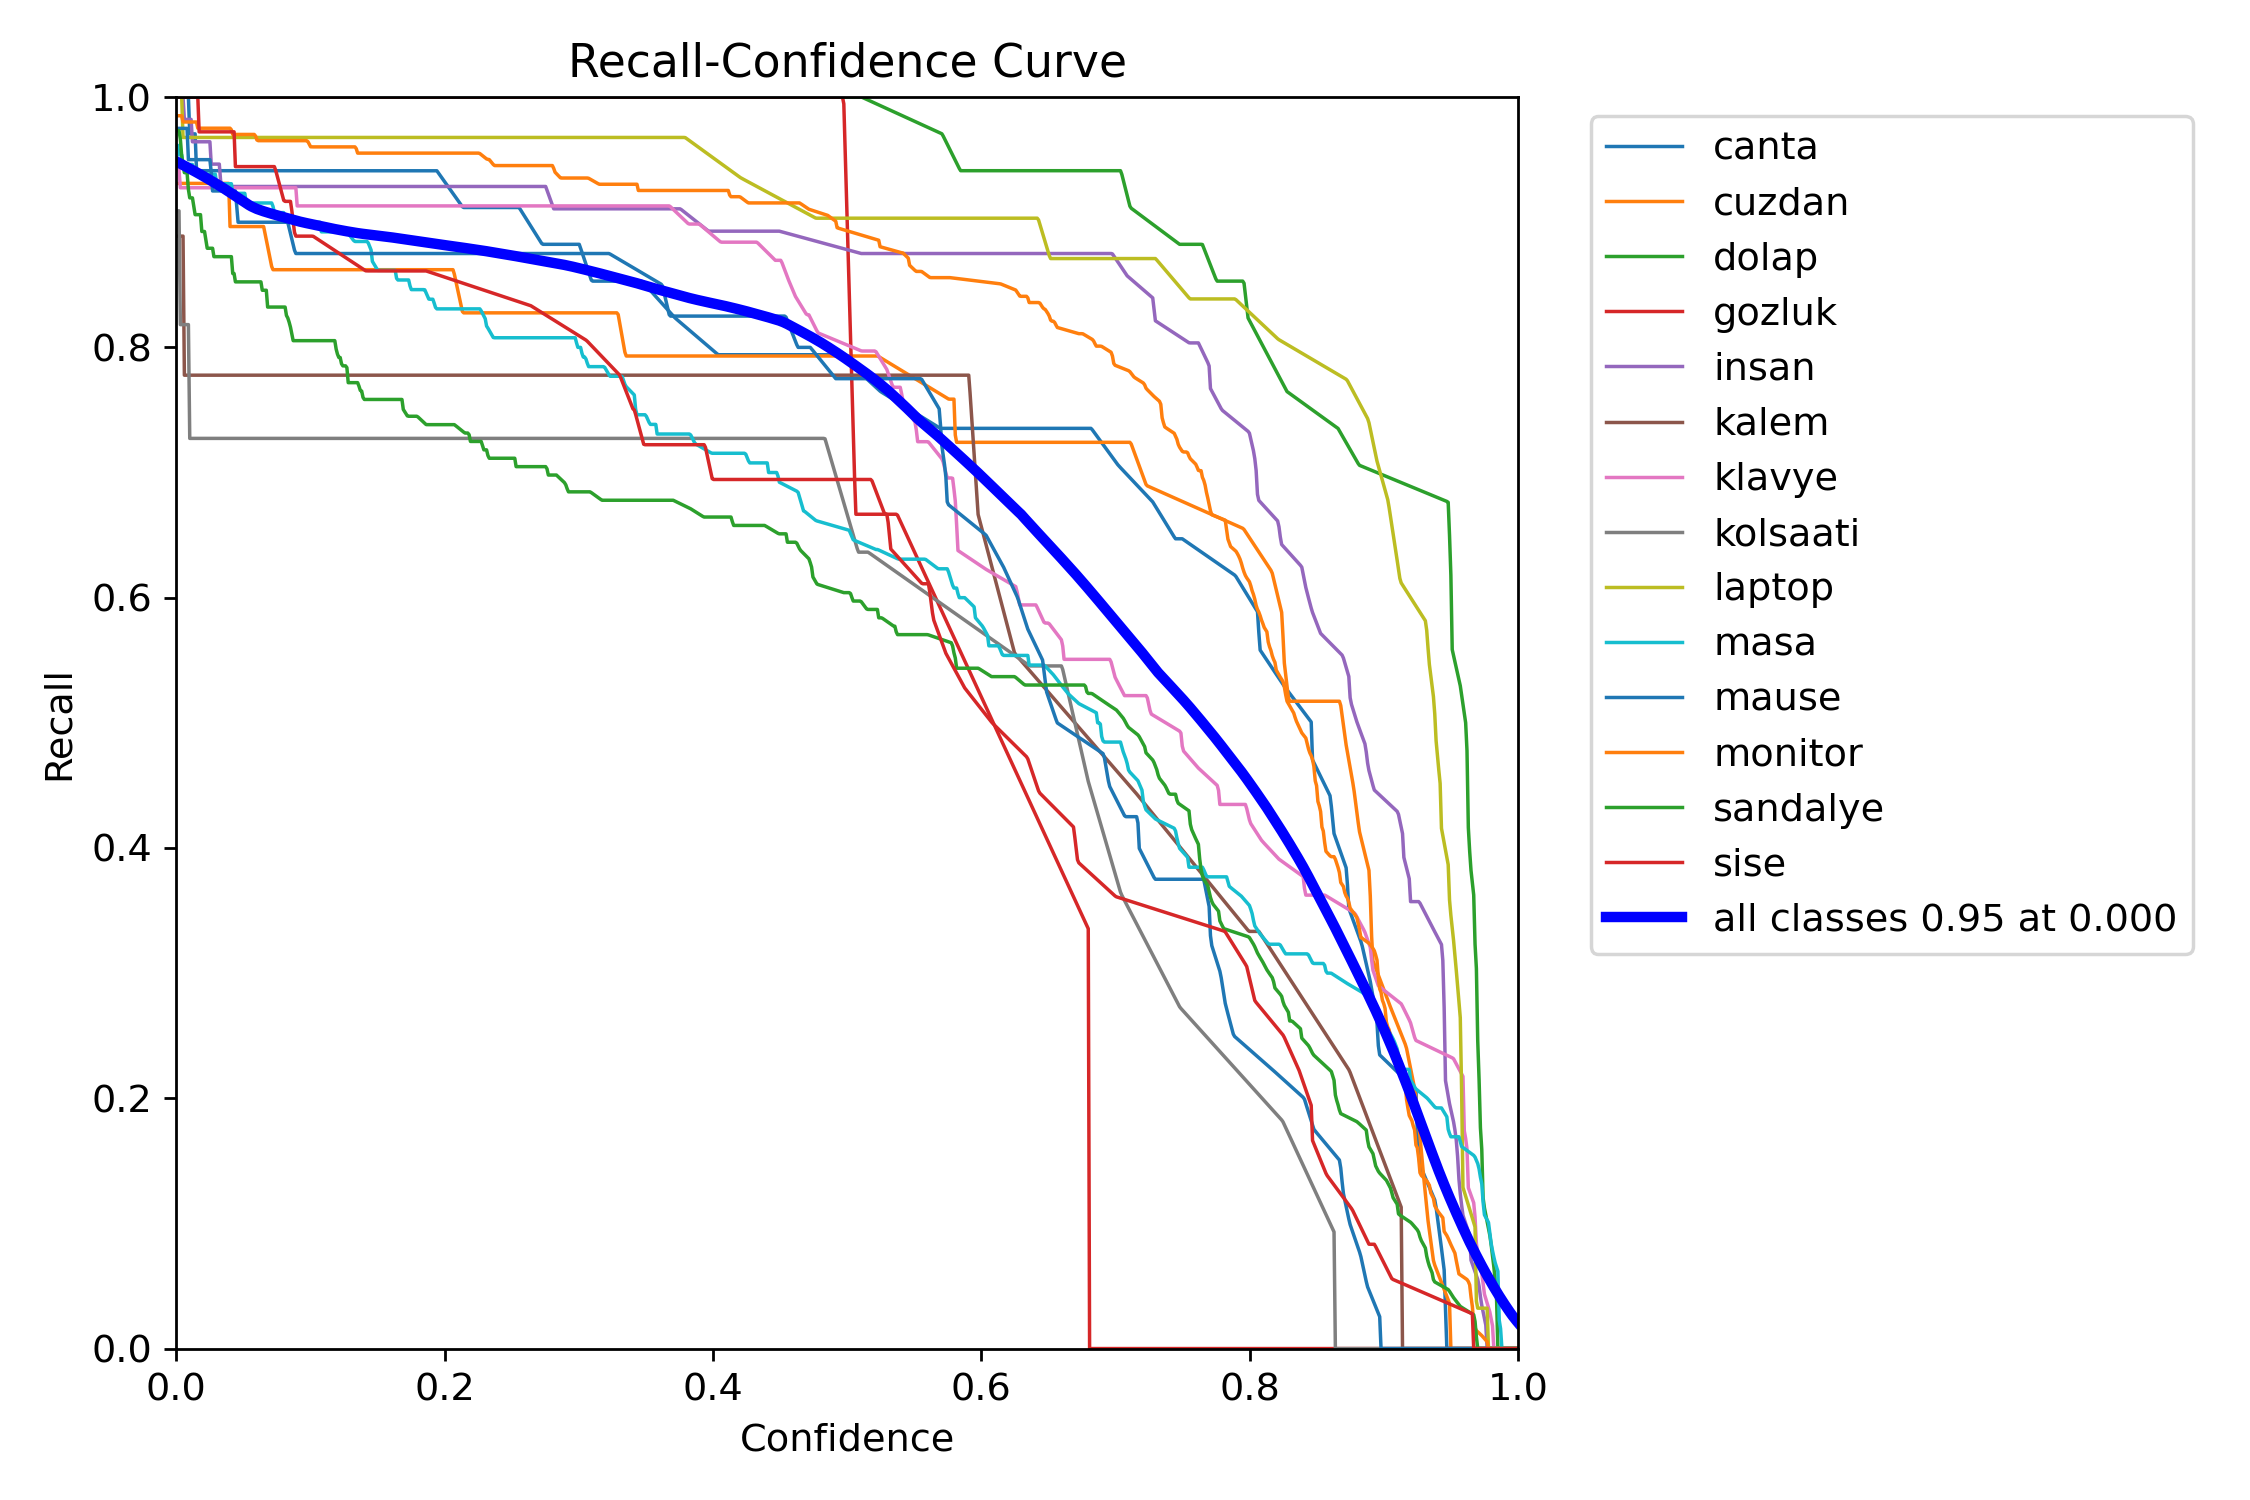 Recall-Confidence Curve
1.0
0.8
0.6
0.4
0.2
0.0
Recall
0.0 0.2 0.4 0.6 0.8 1.0
Confidence
canta
cuzdan
dolap
gozluk
insan
kalem
klavye
kolsaati
laptop
masa
mause
monitor
sandalye
sise
all classes 0.95 at 0.000